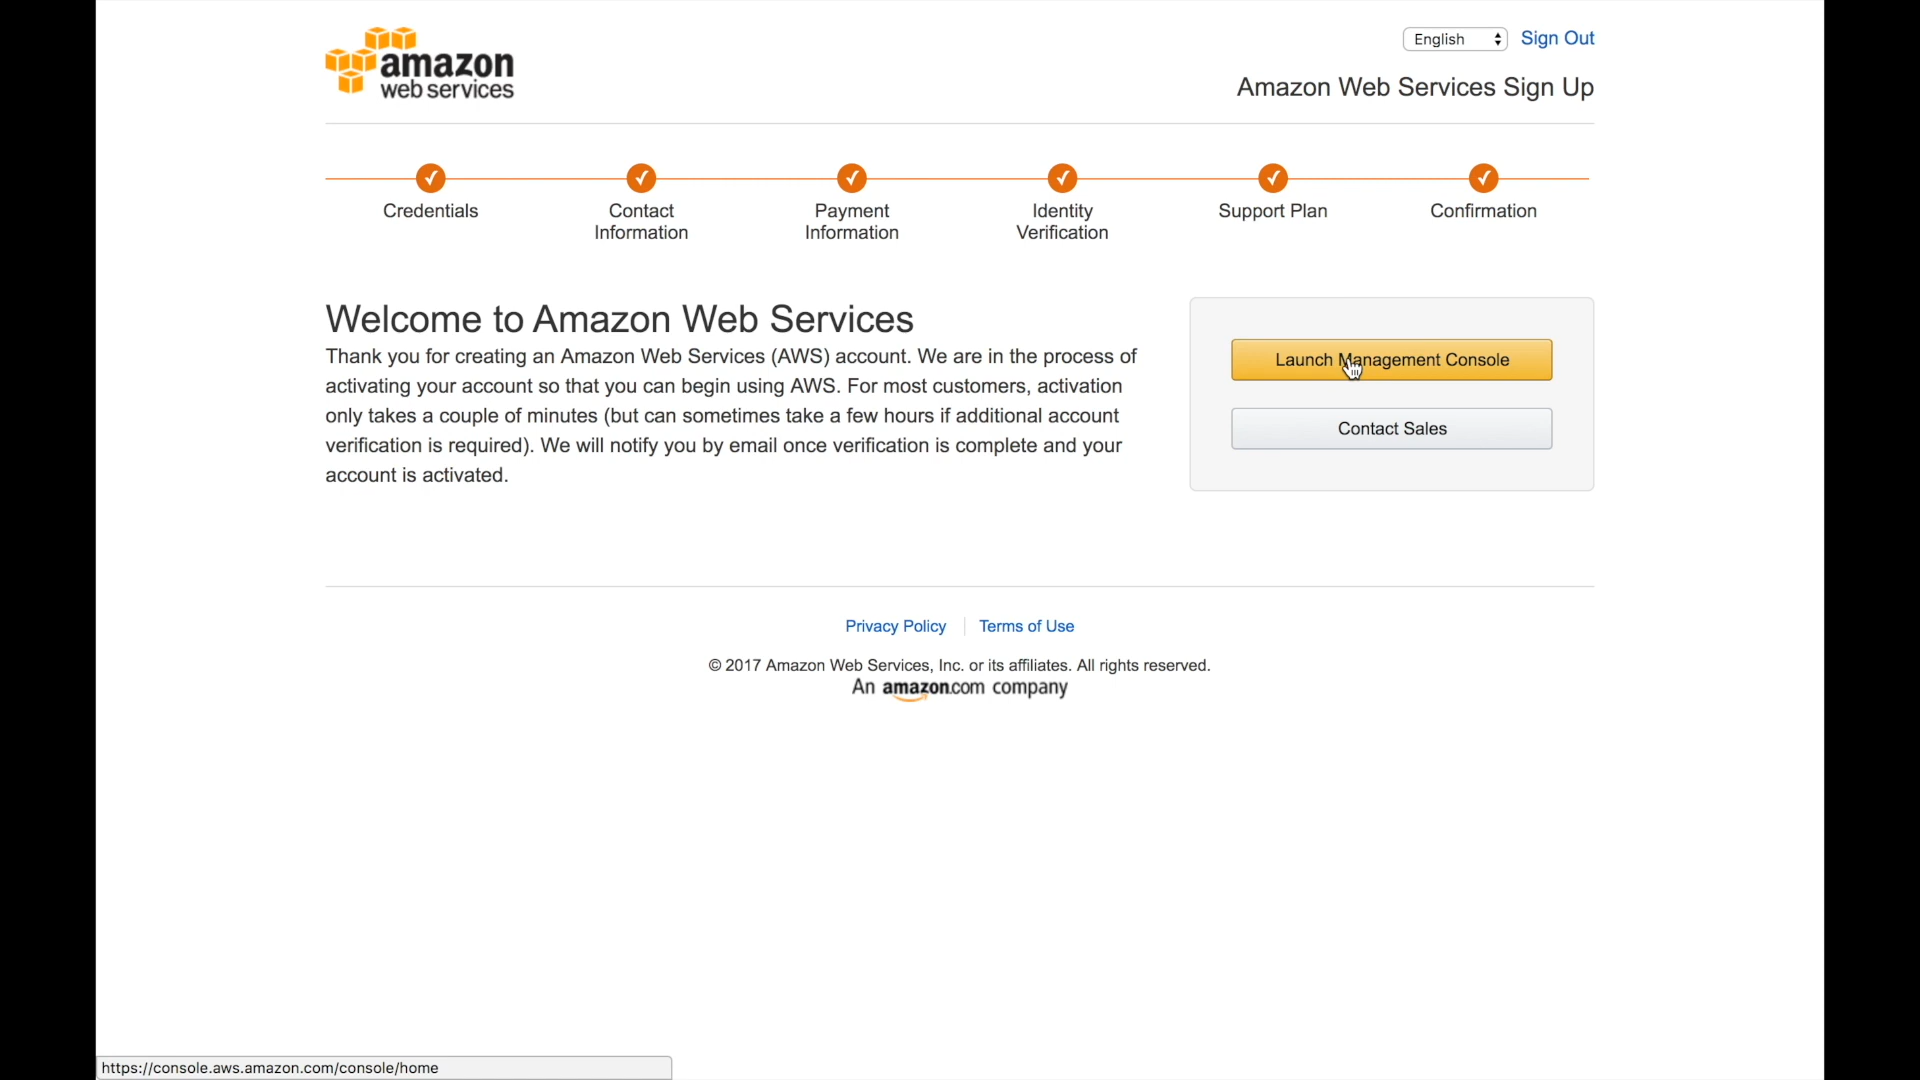 amazon
web services
English
Sign Out
Amazon Web Services Sign Up
Credentials
Contact
Information
Payment
Information
Identity
Verification
Support Plan
Confirmation
Welcome to Amazon Web Services
Thank you for creating an Amazon Web Services (AWS) account. We are in the process of
activating your account so that you can begin using AWS. For most customers, activation
only takes a couple of minutes (but can sometimes take a few hours if additional account
verification is required). We will notify you by email once verification is complete and your
account is activated.
Launch Management Console
Contact Sales
Privacy Policy
Terms of Use
© 2017 Amazon Web Services, Inc. or its affiliates. All rights reserved.
An amazon.com company
https://console.aws.amazon.com/console/home